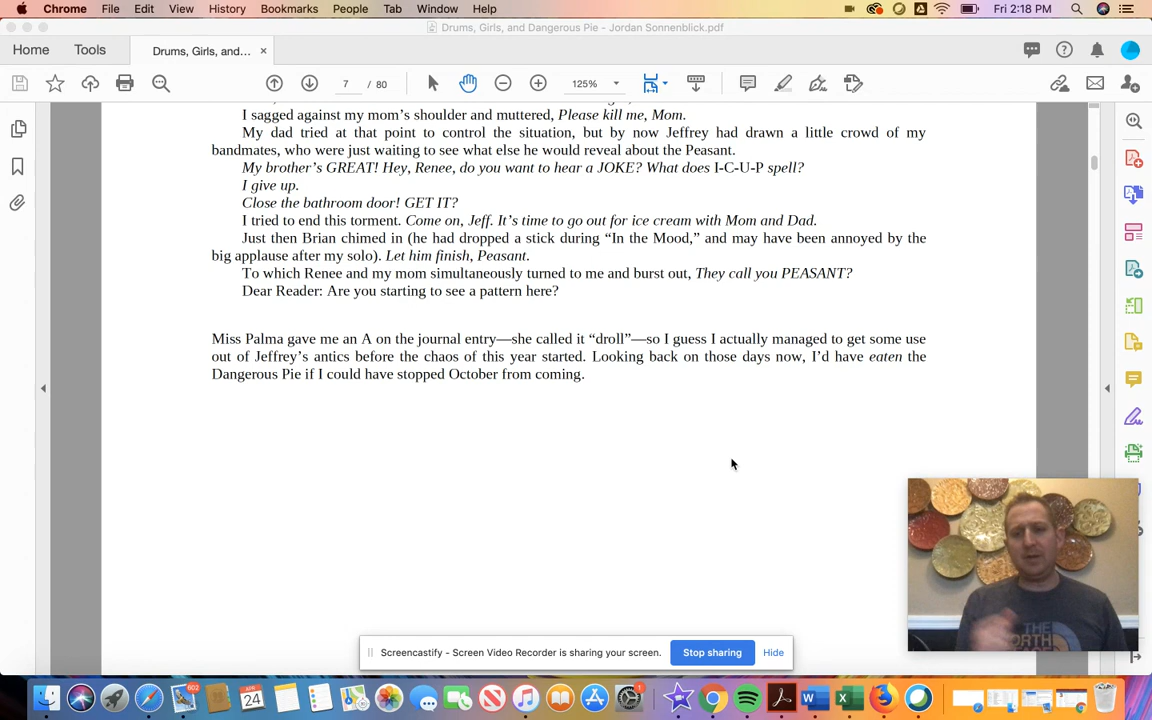 Chrome File Edit View History Bookmarks People Tab Window Help Fri 2:18 PM
Drums, Girls, and Dangerous Pie - Jordan Sonnenblick.pdf
Home Tools Drums, Girls, and... ×
7 / 80 125%
I sagged against my mom’s shoulder and muttered, Please kill me, Mom.
My dad tried at that point to control the situation, but by now Jeffrey had drawn a little crowd of my
bandmates, who were just waiting to see what else he would reveal about the Peasant.
My brother’s GREAT! Hey, Renee, do you want to hear a JOKE? What does I-C-U-P spell?
I give up.
Close the bathroom door! GET IT?
I tried to end this torment. Come on, Jeff. It’s time to go out for ice cream with Mom and Dad.
Just then Brian chimed in (he had dropped a stick during “In the Mood,” and may have been annoyed by the
big applause after my solo). Let him finish, Peasant.
To which Renee and my mom simultaneously turned to me and burst out, They call you PEASANT?
Dear Reader: Are you starting to see a pattern here?
Miss Palma gave me an A on the journal entry—she called it “droll”—so I guess I actually managed to get some use
out of Jeffrey’s antics before the chaos of this year started. Looking back on those days now, I’d have eaten the
Dangerous Pie if I could have stopped October from coming.
THE
NORTH
Screencastify - Screen Video Recorder is sharing your screen. Stop sharing Hide
602
APR
24